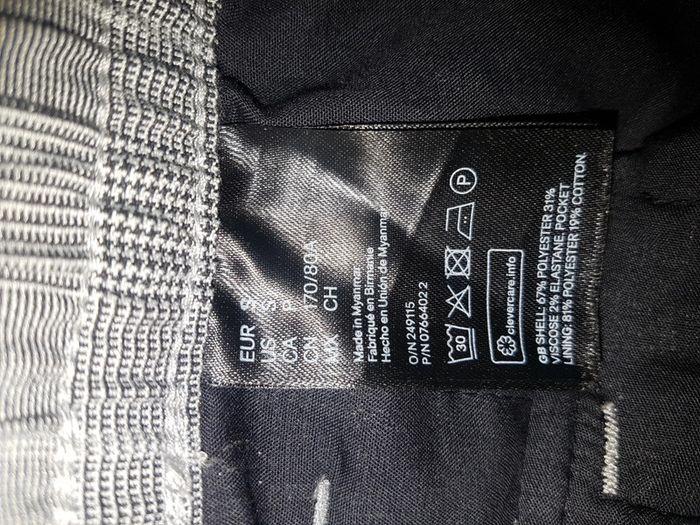 EUR S
US S
CA P
CN 170/80A
MX CH
Made in Myanmar
Fabriqué en Birmanie
Hecho en Unión de Myanmar
O/N 249115
P/N 0766402.2
30
P
clevercare.info
GB SHELL: 67% POLYESTER 31%
VISCOSE 2% ELASTANE. POCKET
LINING: 81% POLYESTER 19% COTTON.